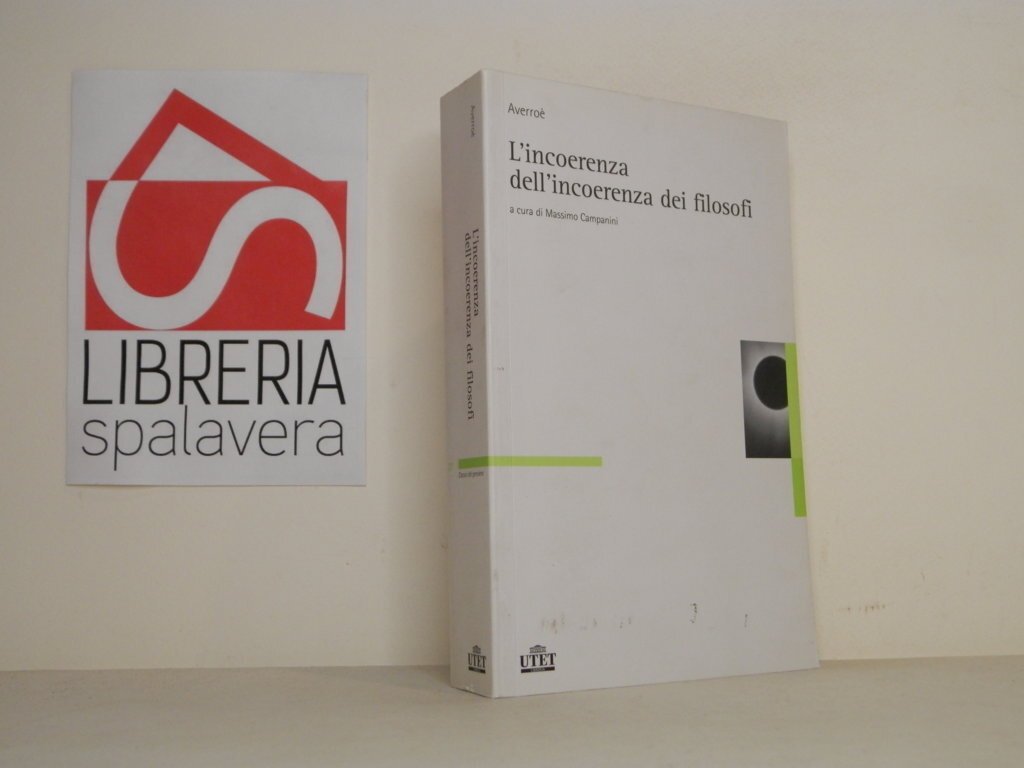 LIBRERIA
spalavera
Averroè
L'incoerenza
dell'incoerenza dei filosofi
UTET
Averroè
L'incoerenza
dell'incoerenza dei filosofi
a cura di Massimo Campanini
UTET